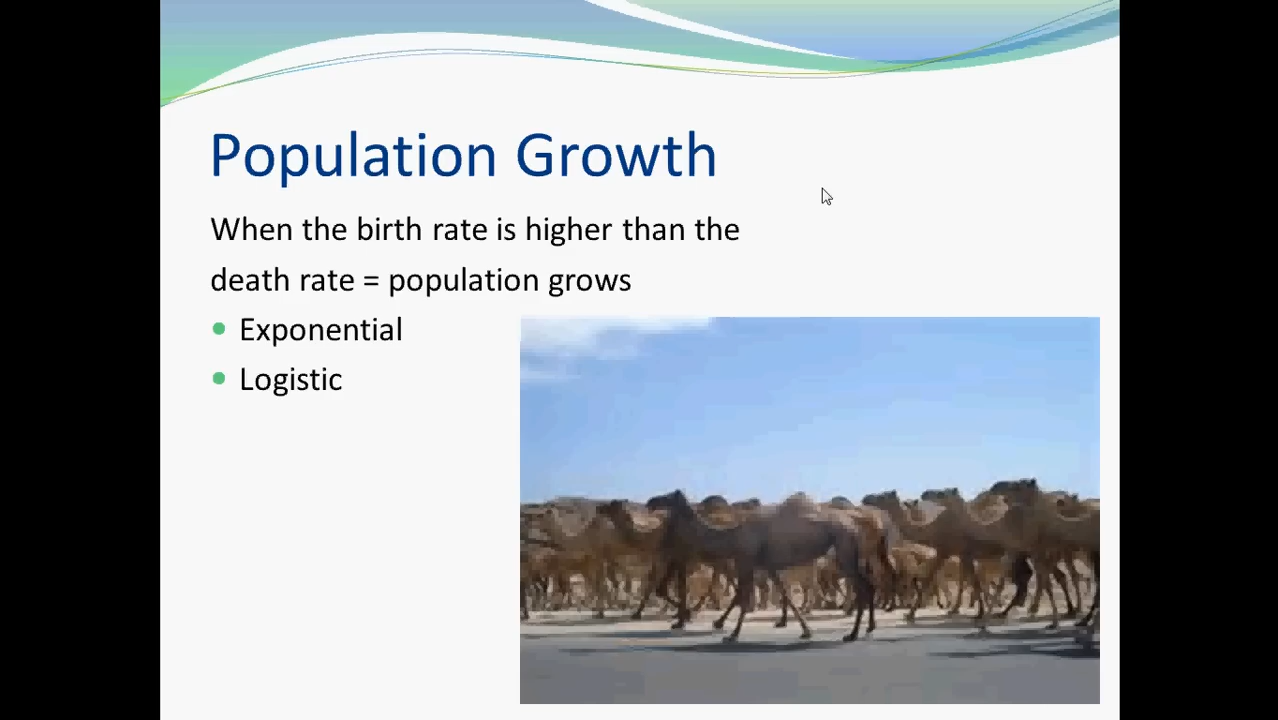 Population Growth
When the birth rate is higher than the
death rate = population grows
Exponential
Logistic